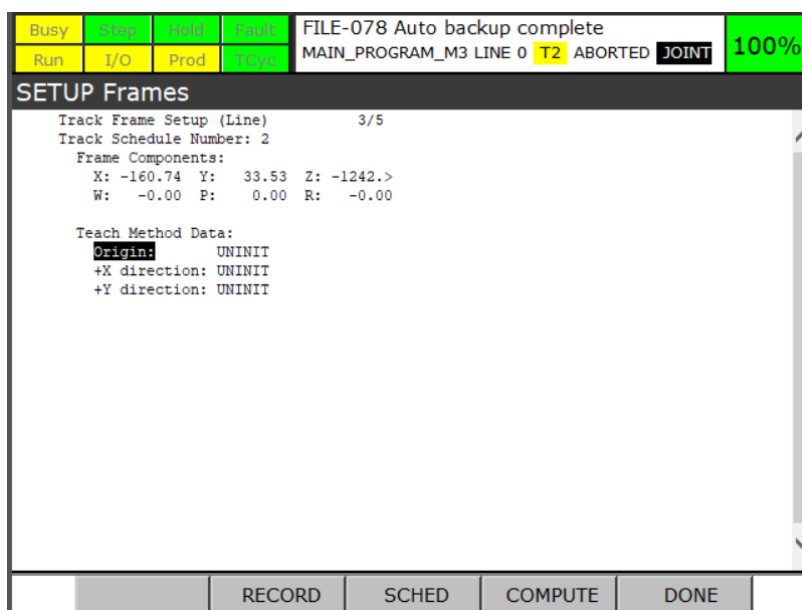 Busy Step Hold Fault
Run I/O Prod TCyc
FILE-078 Auto backup complete
MAIN_PROGRAM_M3 LINE 0 T2 ABORTED JOINT
100%
SETUP Frames
Track Frame Setup (Line) 3/5
Track Schedule Number: 2
Frame Components:
X: -160.74 Y: 33.53 Z: -1242.>
W: -0.00 P: 0.00 R: -0.00
Teach Method Data:
Origin: UNINIT
+X direction: UNINIT
+Y direction: UNINIT
RECORD SCHED COMPUTE DONE